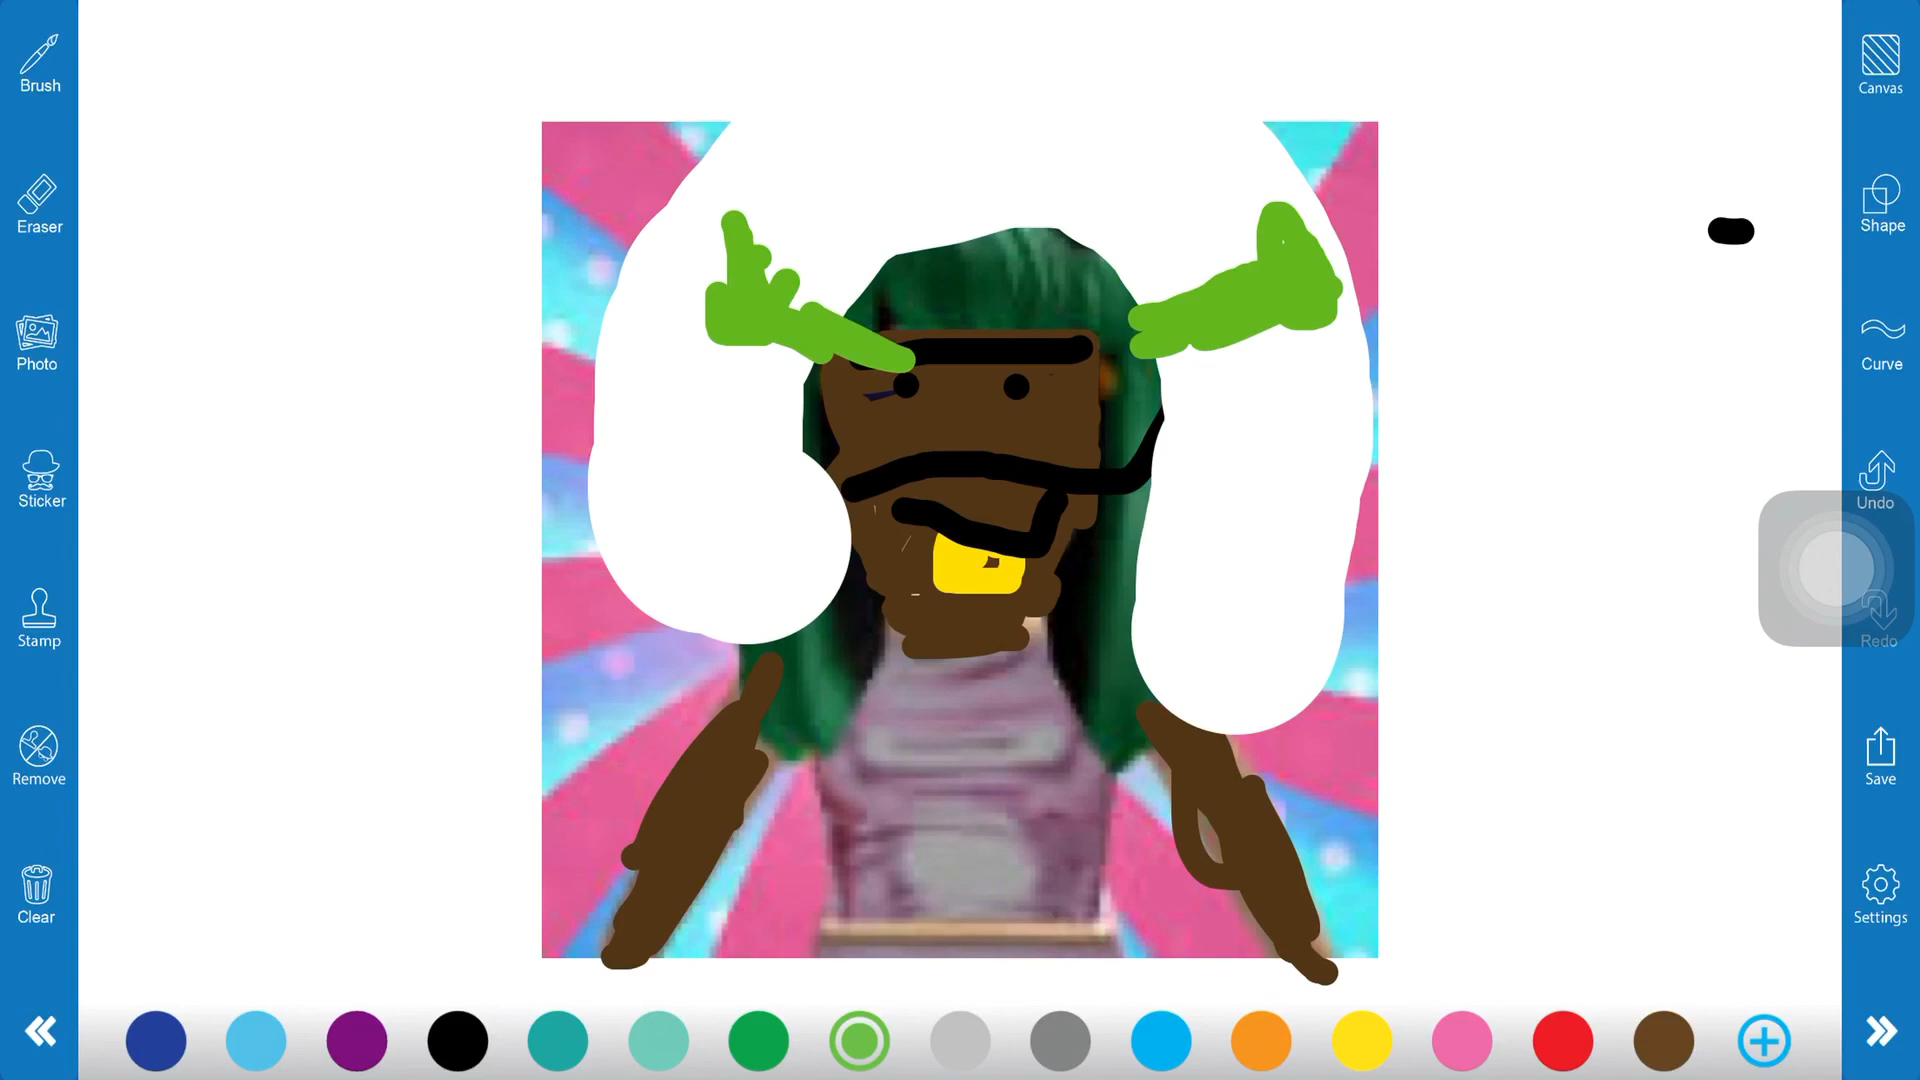 Brush
Eraser
Photo
Sticker
Stamp
Remove
Clear
Canvas
Shape
Curve
Undo
Redo
Save
Settings